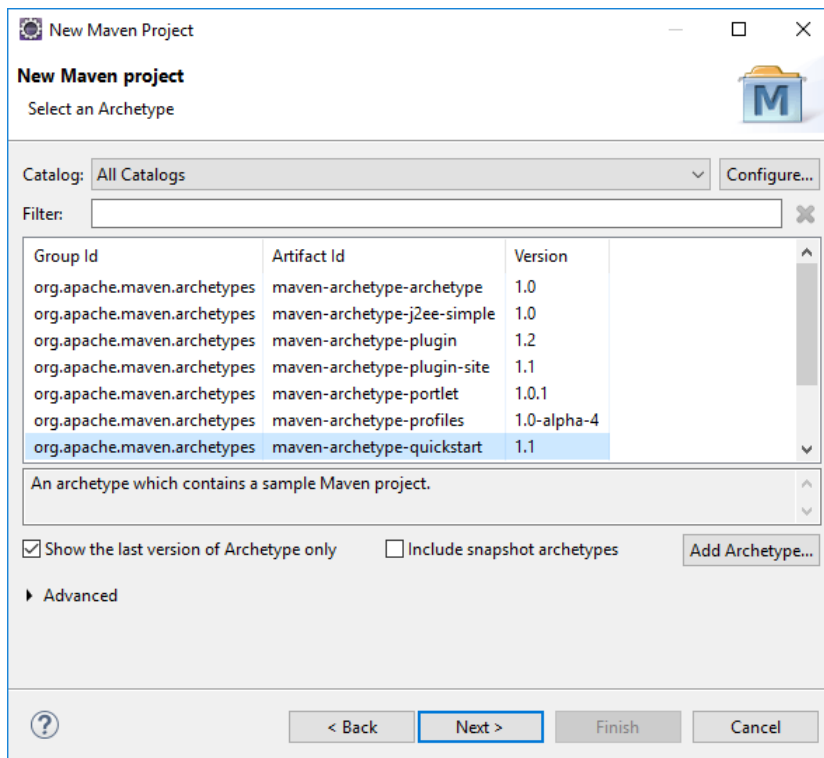 New Maven Project
New Maven project
Select an Archetype
M
Catalog: All Catalogs Configure...
Filter:
Group Id Artifact Id Version
org.apache.maven.archetypes maven-archetype-archetype 1.0
org.apache.maven.archetypes maven-archetype-j2ee-simple 1.0
org.apache.maven.archetypes maven-archetype-plugin 1.2
org.apache.maven.archetypes maven-archetype-plugin-site 1.1
org.apache.maven.archetypes maven-archetype-portlet 1.0.1
org.apache.maven.archetypes maven-archetype-profiles 1.0-alpha-4
org.apache.maven.archetypes maven-archetype-quickstart 1.1
An archetype which contains a sample Maven project.
Show the last version of Archetype only Include snapshot archetypes Add Archetype...
Advanced
? < Back Next > Finish Cancel